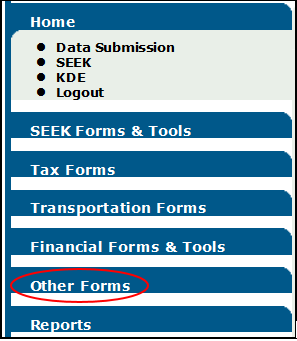 Home
Data Submission
SEEK
KDE
Logout
SEEK Forms & Tools
Tax Forms
Transportation Forms
Financial Forms & Tools
Other Forms
Reports